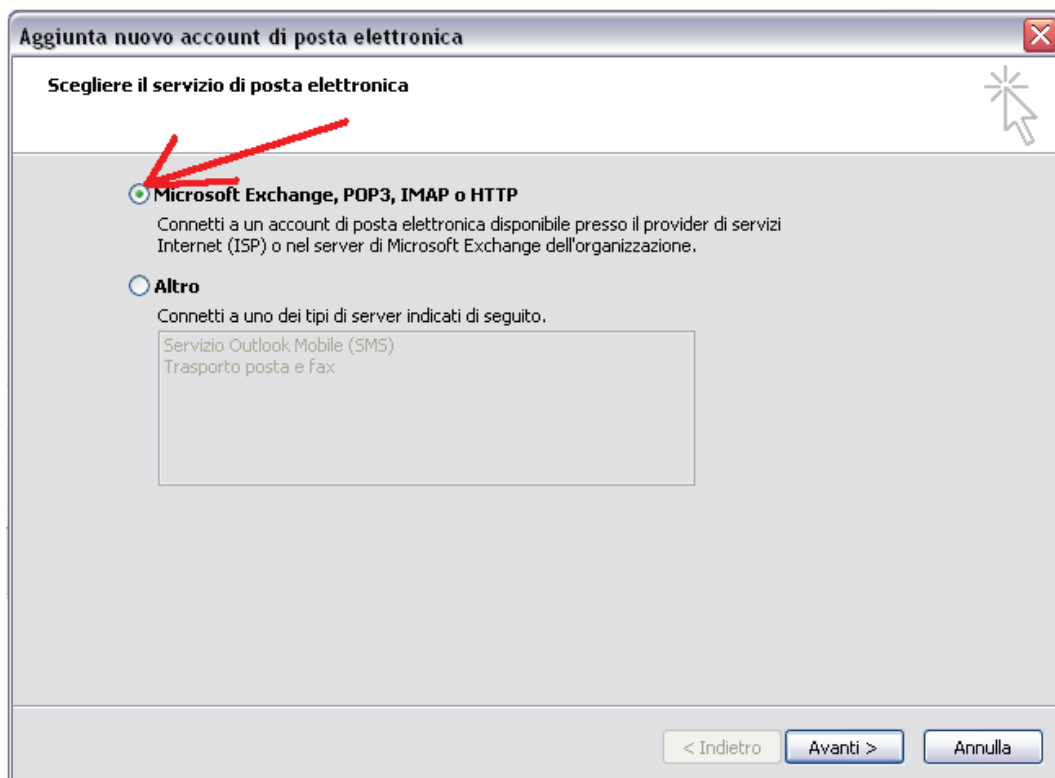 Aggiunta nuovo account di posta elettronica
Scegliere il servizio di posta elettronica
Microsoft Exchange, POP3, IMAP o HTTP
Connetti a un account di posta elettronica disponibile presso il provider di servizi
Internet (ISP) o nel server di Microsoft Exchange dell'organizzazione.
Altro
Connetti a uno dei tipi di server indicati di seguito.
Servizio Outlook Mobile (SMS)
Trasporto posta e fax
< Indietro
Avanti >
Annulla